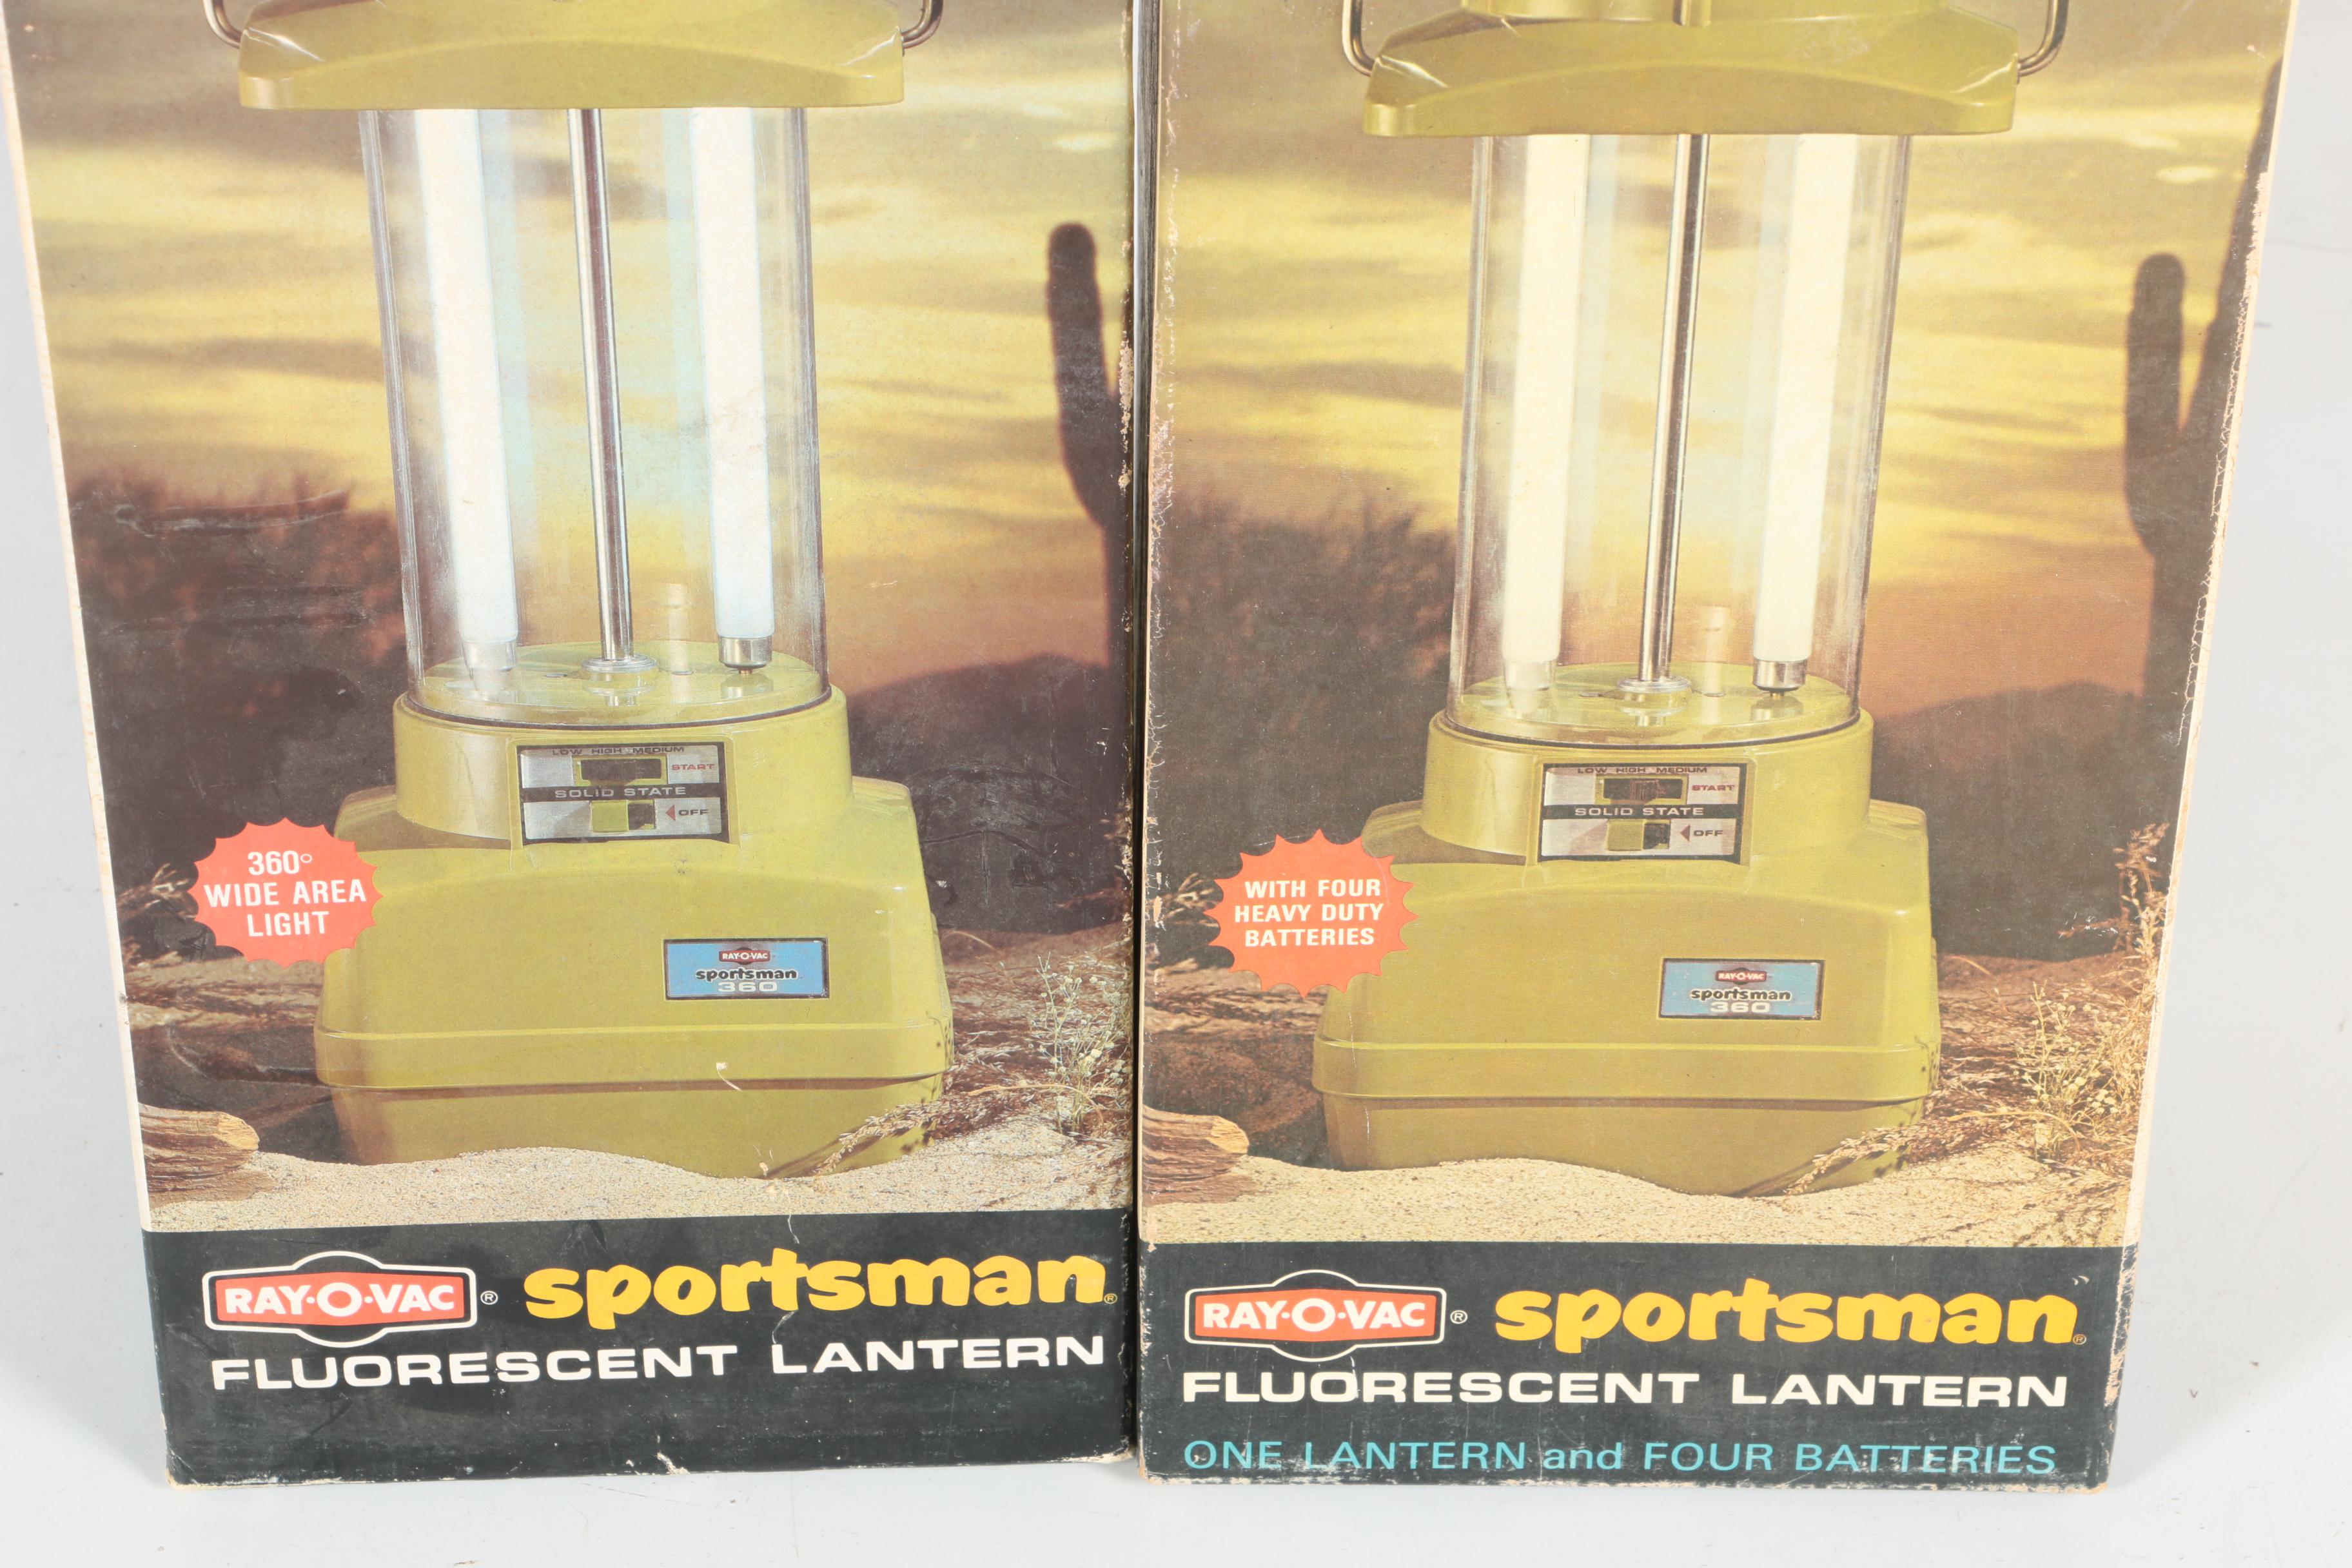 LOW HIGH MEDIUM
START
SOLID STATE
OFF
360°
WIDE AREA
LIGHT
RAY·O·VAC
sportsman
360
RAY·O·VAC® sportsman®
FLUORESCENT LANTERN
LOW HIGH MEDIUM
START
SOLID STATE
OFF
WITH FOUR
HEAVY DUTY
BATTERIES
RAY·O·VAC
sportsman
360
RAY·O·VAC® sportsman®
FLUORESCENT LANTERN
ONE LANTERN and FOUR BATTERIES